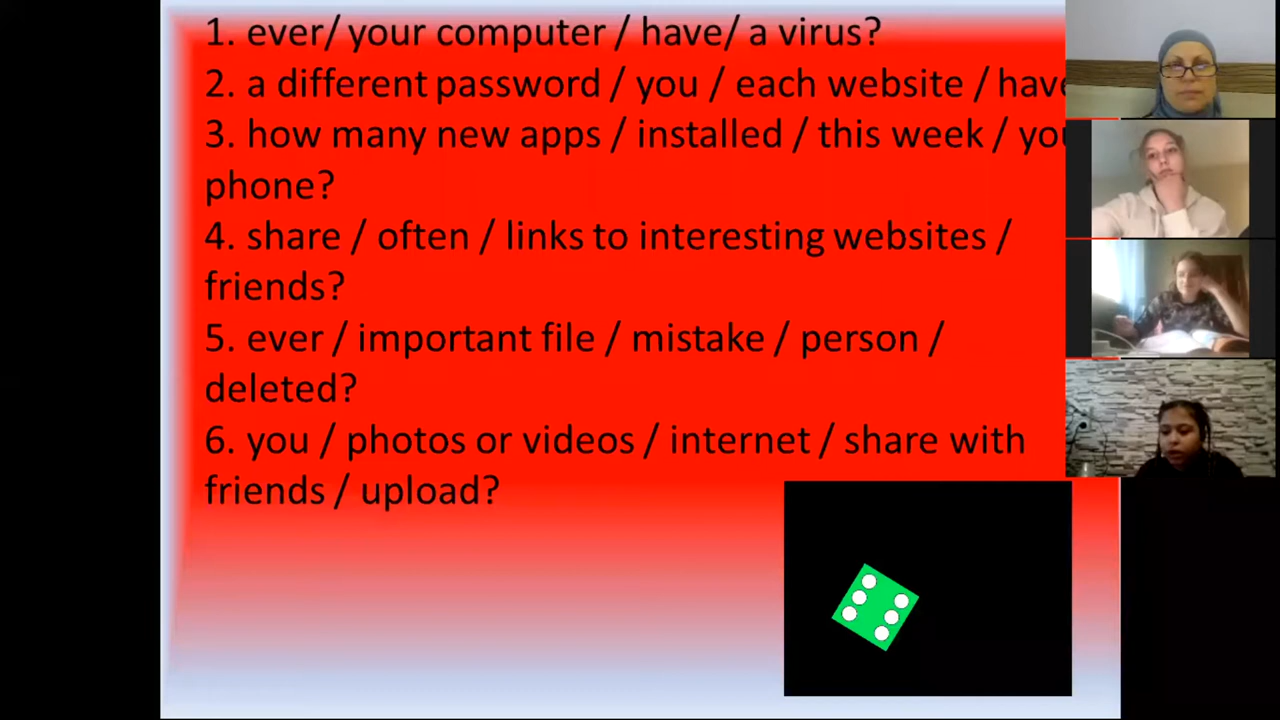 1. ever/ your computer / have/ a virus?
2. a different password / you / each website / have
3. how many new apps / installed / this week /
phone?
4. share / often / links to interesting websites /
friends?
5. ever / important file / mistake / person /
deleted?
6. you / photos or videos / internet / share with
friends / upload?